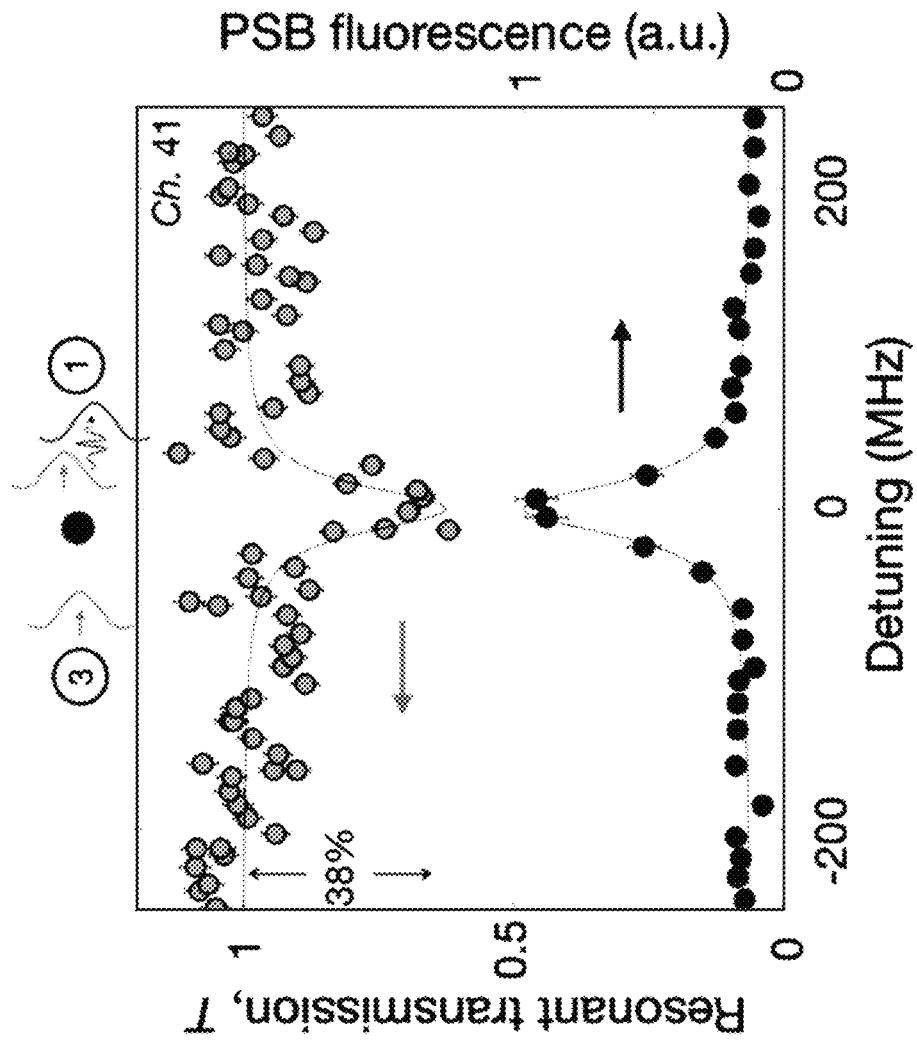 3
1
Ch. 41
38%
Resonant transmission, T
1
0.5
0
PSB fluorescence (a.u.)
1
0
-200
0
200
Detuning (MHz)